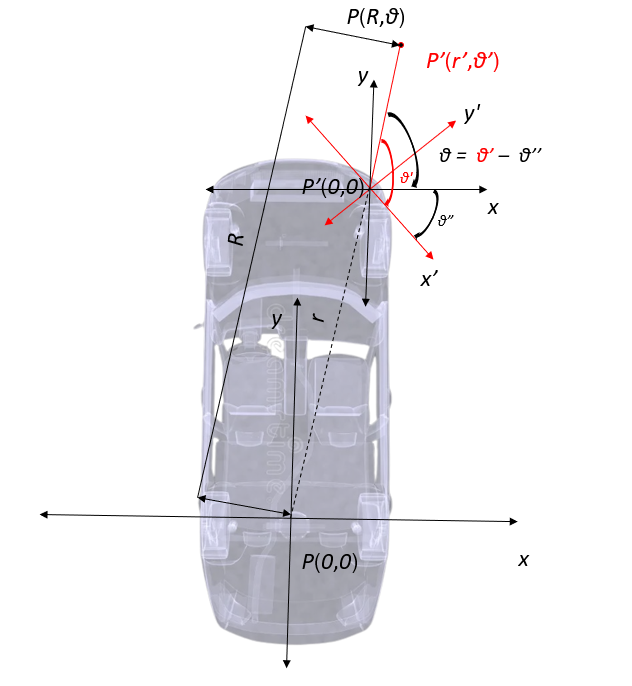 P(R,ϑ)
P’(r’,ϑ’)
y
y'
ϑ = ϑ’ – ϑ’’
ϑ'
P’(0,0)
x
ϑ’’
R
x’
y
r
P(0,0)
x